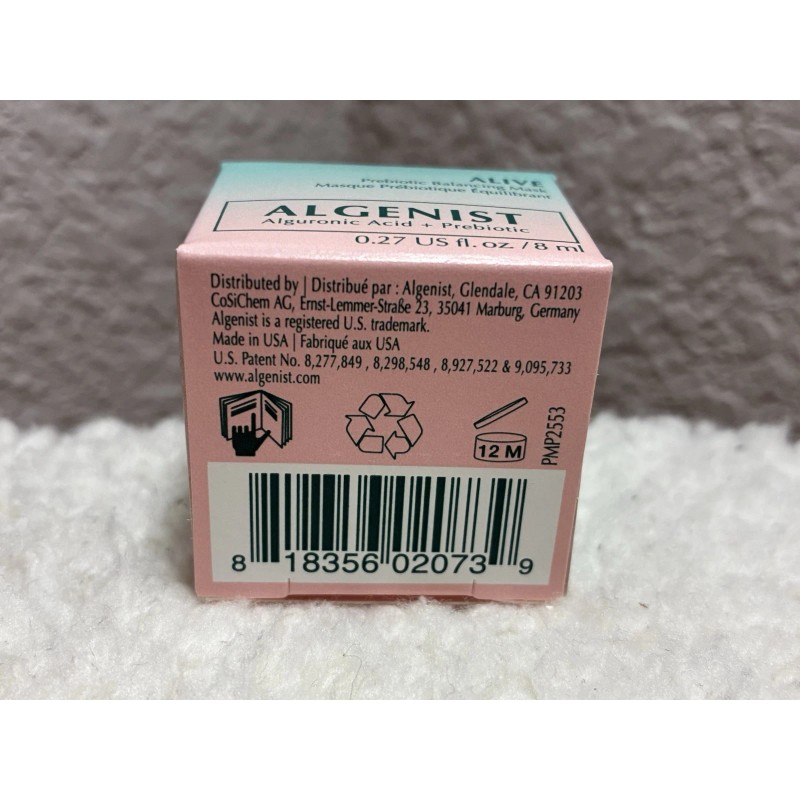 ALIVE
Prebiotic Balancing Mask
Masque Prébiotique Équilibrant
ALGENIST
Alguronic Acid + Prebiotic
0.27 US fl. oz / 8 ml
Distributed by | Distribué par : Algenist, Glendale, CA 91203
CoSiChem AG, Ernst-Lemmer-Straße 23, 35041 Marburg, Germany
Algenist is a registered U.S. trademark.
Made in USA | Fabriqué aux USA
U.S. Patent No. 8,277,849 , 8,298,548 , 8,927,522 & 9,095,733
www.algenist.com
12 M
PMP2553
8 18356 02073 9